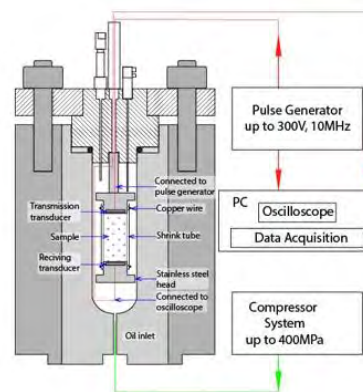 Pulse Generator
up to 300V, 10MHz
Connected to
pulse generator
Transmission
transducer
Copper wire
Sample
Shrink tube
Reciving
transducer
Stainless steel
head
Connected to
oscilloscope
Oil inlet
PC
Oscilloscope
Data Acquisition
Compressor
System
up to 400MPa